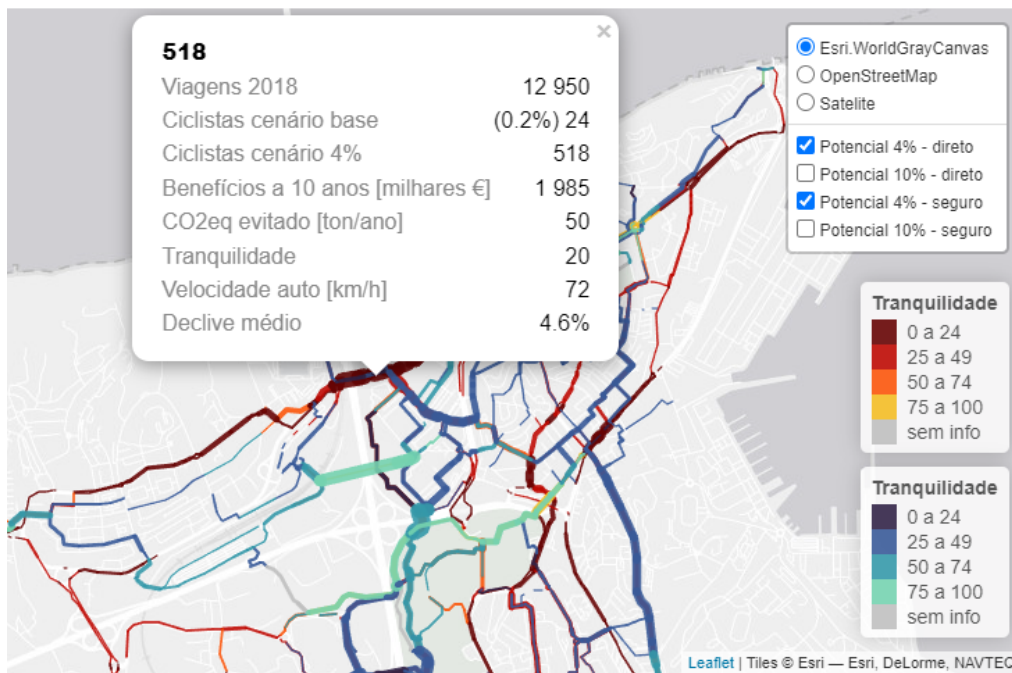 ×
518
Viagens 2018 12 950
Ciclistas cenário base (0.2%) 24
Ciclistas cenário 4% 518
Benefícios a 10 anos [milhares €] 1 985
CO2eq evitado [ton/ano] 50
Tranquilidade 20
Velocidade auto [km/h] 72
Declive médio 4.6%
Esri.WorldGrayCanvas
OpenStreetMap
Satelite
Potencial 4% - direto
Potencial 10% - direto
Potencial 4% - seguro
Potencial 10% - seguro
Tranquilidade
0 a 24
25 a 49
50 a 74
75 a 100
sem info
Tranquilidade
0 a 24
25 a 49
50 a 74
75 a 100
sem info
Leaflet | Tiles © Esri — Esri, DeLorme, NAVTEQ